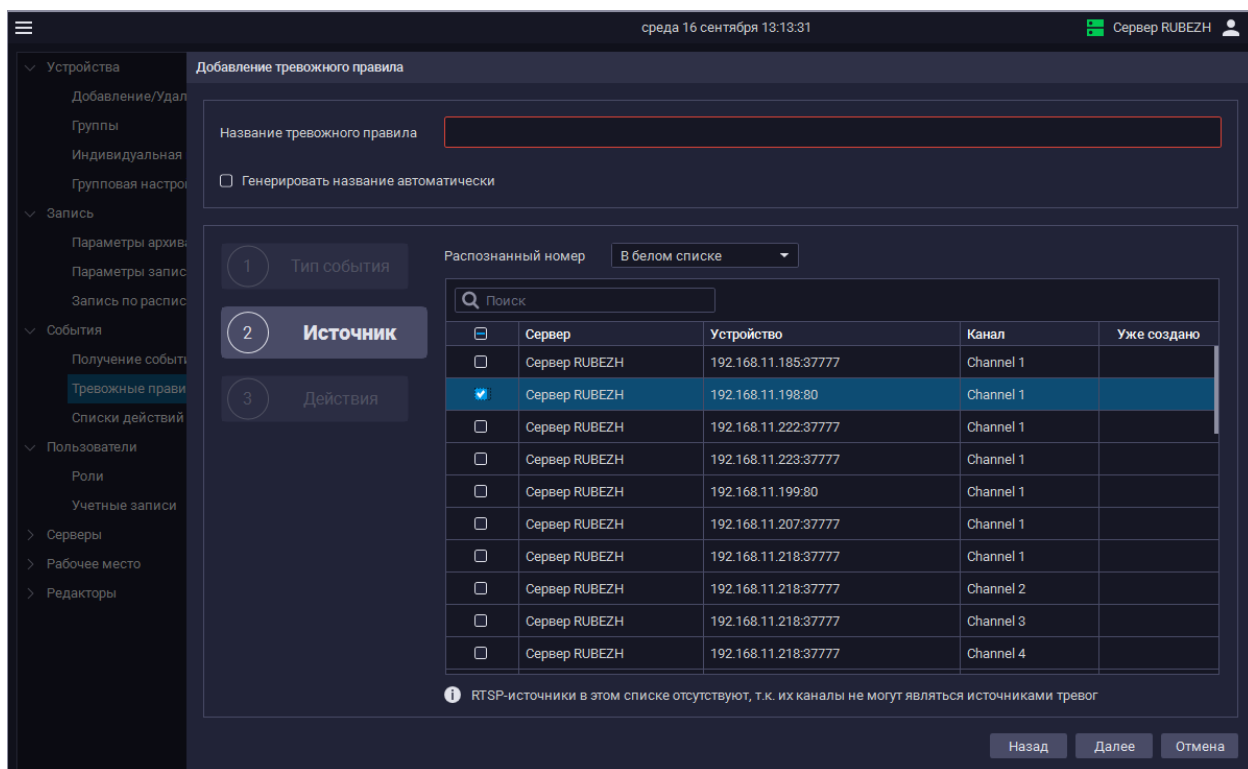 среда 16 сентября 13:13:31
Сервер RUBEZH
Устройства
Добавление/Удал
Группы
Индивидуальная
Групповая настро
Запись
Параметры архив
Параметры запис
Запись по распис
События
Получение событ
Тревожные прави
Списки действий
Пользователи
Роли
Учетные записи
Серверы
Рабочее место
Редакторы
Добавление тревожного правила
Название тревожного правила
Генерировать название автоматически
1 Тип события
2 Источник
3 Действия
Распознанный номер В белом списке
Поиск
Сервер Устройство Канал Уже создано
Сервер RUBEZH 192.168.11.185:37777 Channel 1
Сервер RUBEZH 192.168.11.198:80 Channel 1
Сервер RUBEZH 192.168.11.222:37777 Channel 1
Сервер RUBEZH 192.168.11.223:37777 Channel 1
Сервер RUBEZH 192.168.11.199:80 Channel 1
Сервер RUBEZH 192.168.11.207:37777 Channel 1
Сервер RUBEZH 192.168.11.218:37777 Channel 1
Сервер RUBEZH 192.168.11.218:37777 Channel 2
Сервер RUBEZH 192.168.11.218:37777 Channel 3
Сервер RUBEZH 192.168.11.218:37777 Channel 4
RTSP-источники в этом списке отсутствуют, т.к. их каналы не могут являться источниками тревог
Назад Далее Отмена